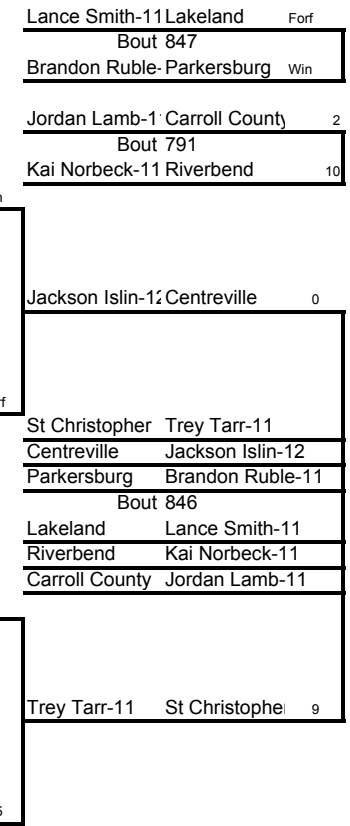 Lance Smith-11 Lakeland Forf
Bout 847
Brandon Ruble- Parkersburg Win
Jordan Lamb-1 Carroll County 2
Bout 791
Kai Norbeck-11 Riverbend 10
Jackson Islin-12 Centreville 0
St Christopher Trey Tarr-11
Centreville Jackson Islin-12
Parkersburg Brandon Ruble-11
Bout 846
Lakeland Lance Smith-11
Riverbend Kai Norbeck-11
Carroll County Jordan Lamb-11
Trey Tarr-11 St Christophe 9